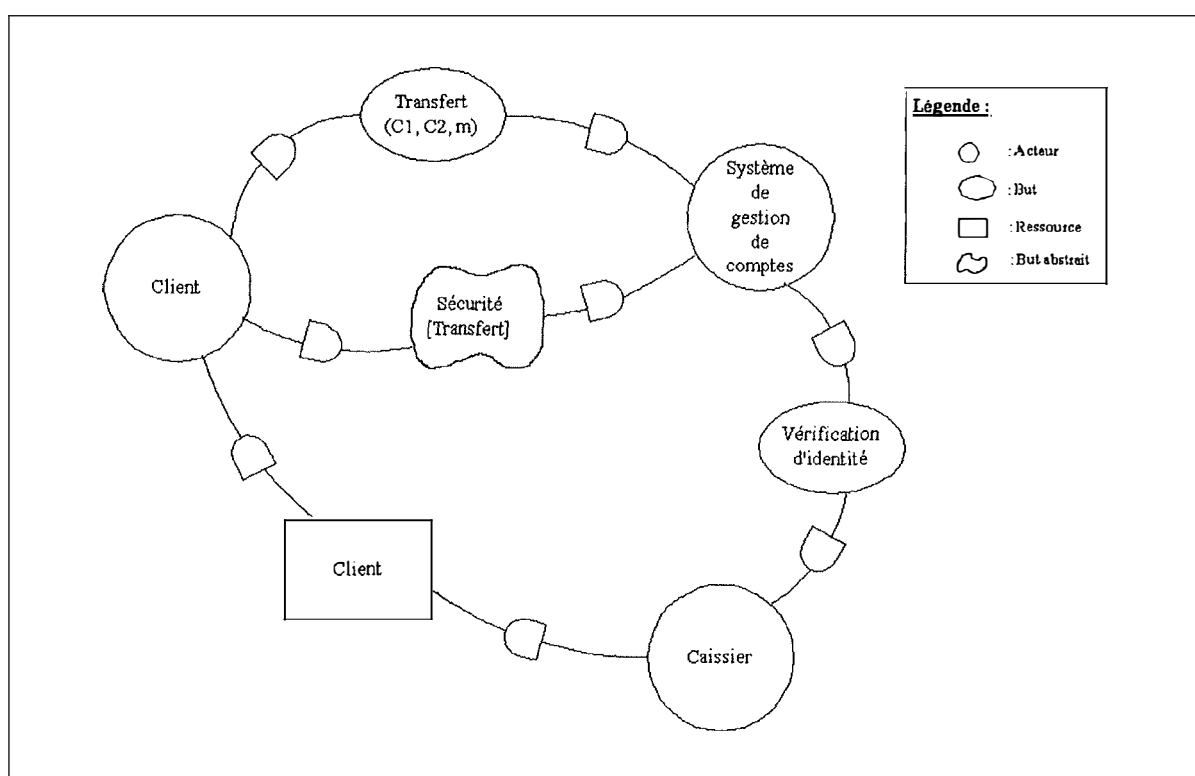 Transfert
(C1, C2, m)
Système
de
gestion
de
comptes
Client
Sécurité
[Transfert]
Vérification
d'identité
Client
Caissier
Légende :
: Acteur
: But
: Ressource
: But abstrait